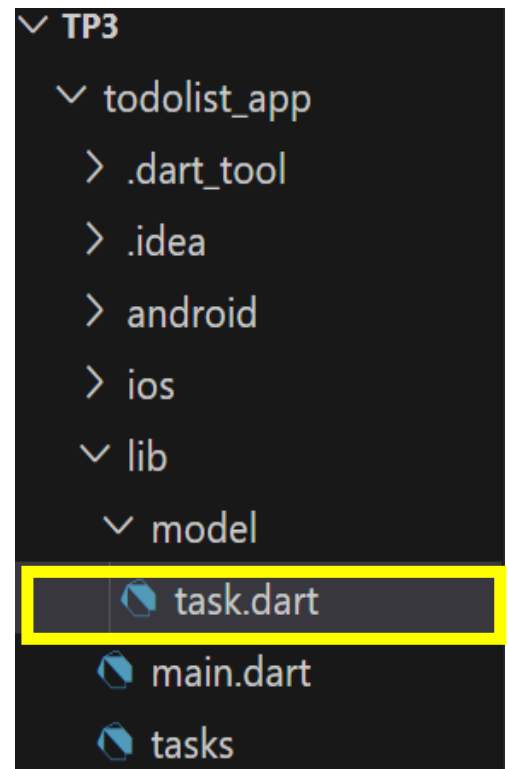 TP3
todolist_app
.dart_tool
.idea
android
ios
lib
model
task.dart
main.dart
tasks